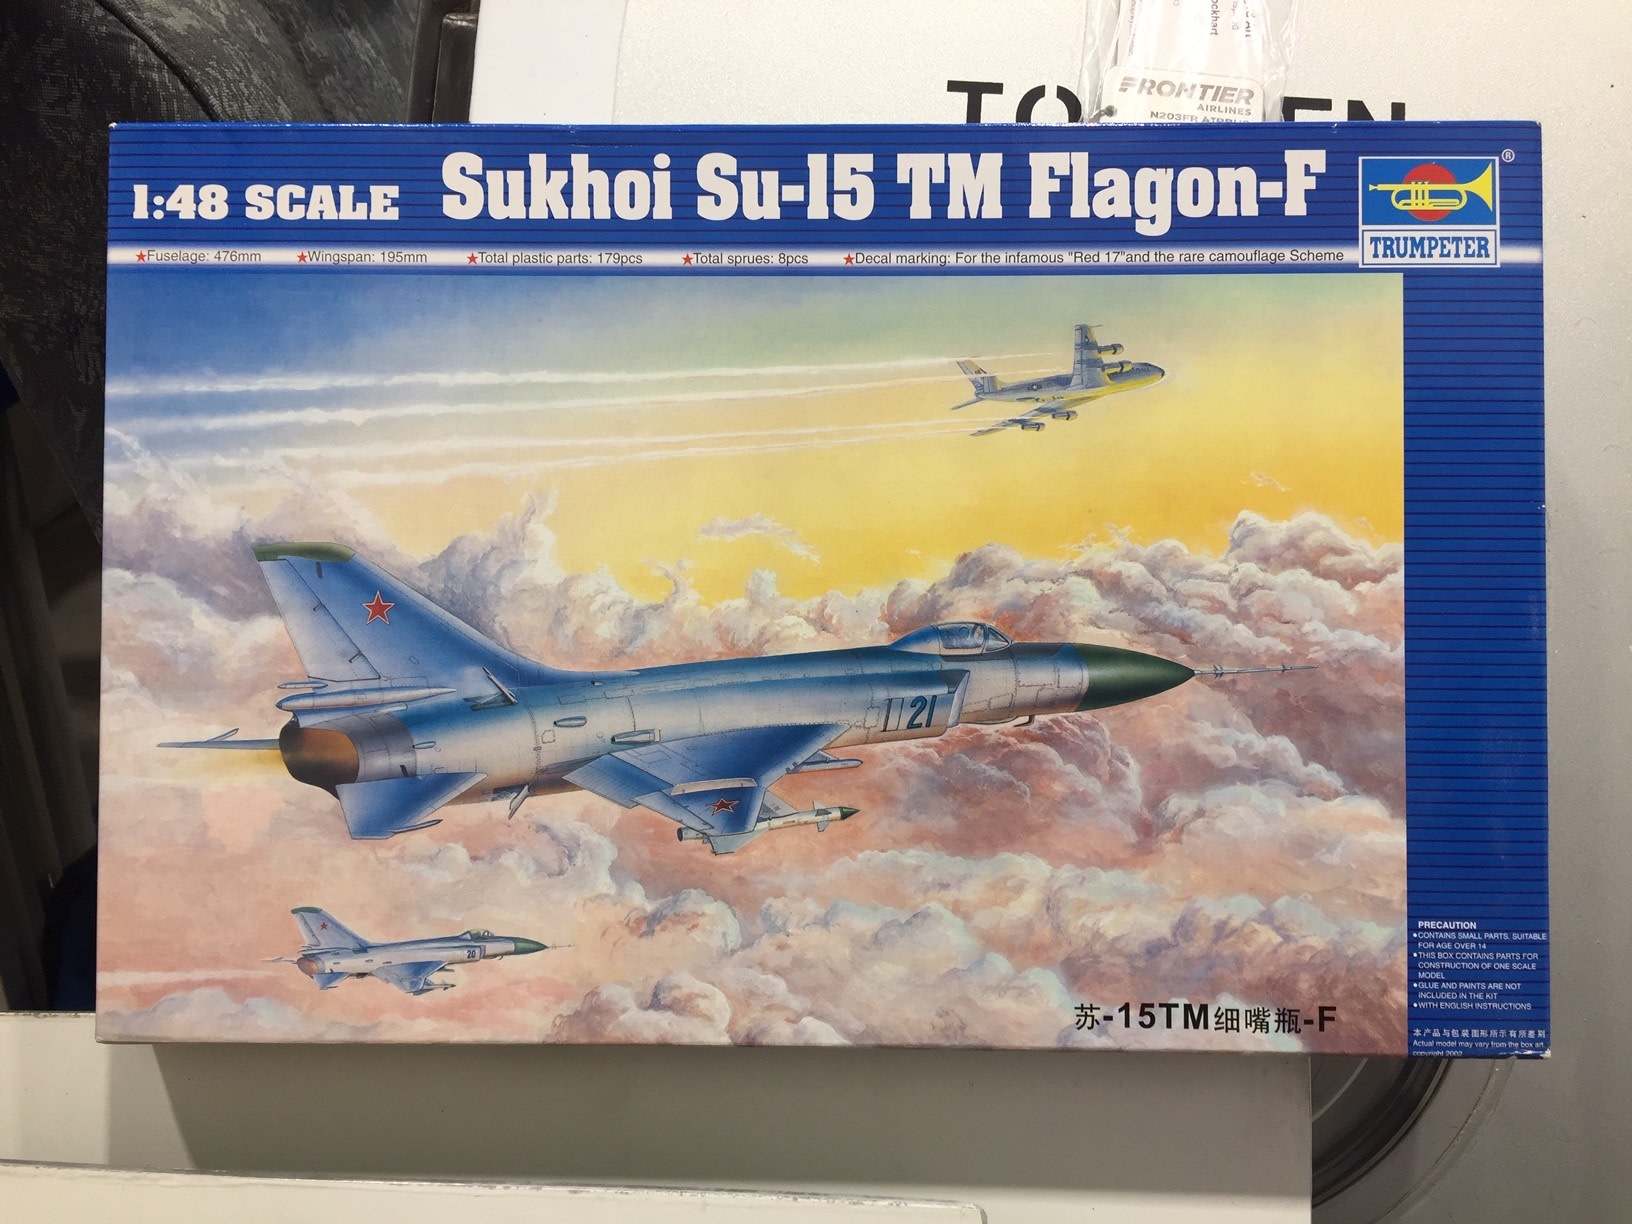 ockhart
FRONTIER
AIRLINES
N203FR AIRBUS
1:48 SCALE
Sukhoi Su-15 TM Flagon-F
®
TRUMPETER
★Fuselage: 476mm ★Wingspan: 195mm ★Total plastic parts: 179pcs ★Total sprues: 8pcs ★Decal marking: For the infamous "Red 17"and the rare camouflage Scheme
21
20
苏-15TM细嘴瓶-F
PRECAUTION
●CONTAINS SMALL PARTS. SUITABLE
FOR AGE OVER 14
●THIS BOX CONTAINS PARTS FOR
CONSTRUCTION OF ONE SCALE
MODEL
●GLUE AND PAINTS ARE NOT
INCLUDED IN THE KIT
●WITH ENGLISH INSTRUCTIONS
本产品与包装图形所示有所差别
Actual model may vary from the box art.
copyright 2002